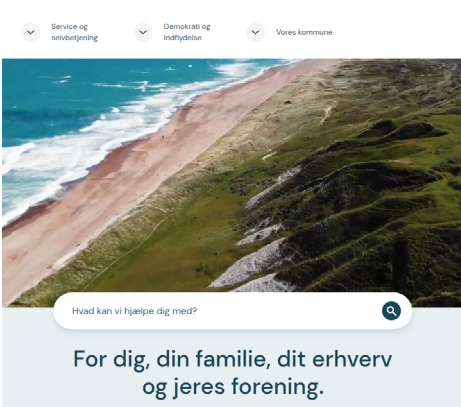 Service og
selvbetjening
Demokrati og
indflydelse
Vores kommune
Hvad kan vi hjælpe dig med?
For dig, din familie, dit erhverv
og jeres forening.